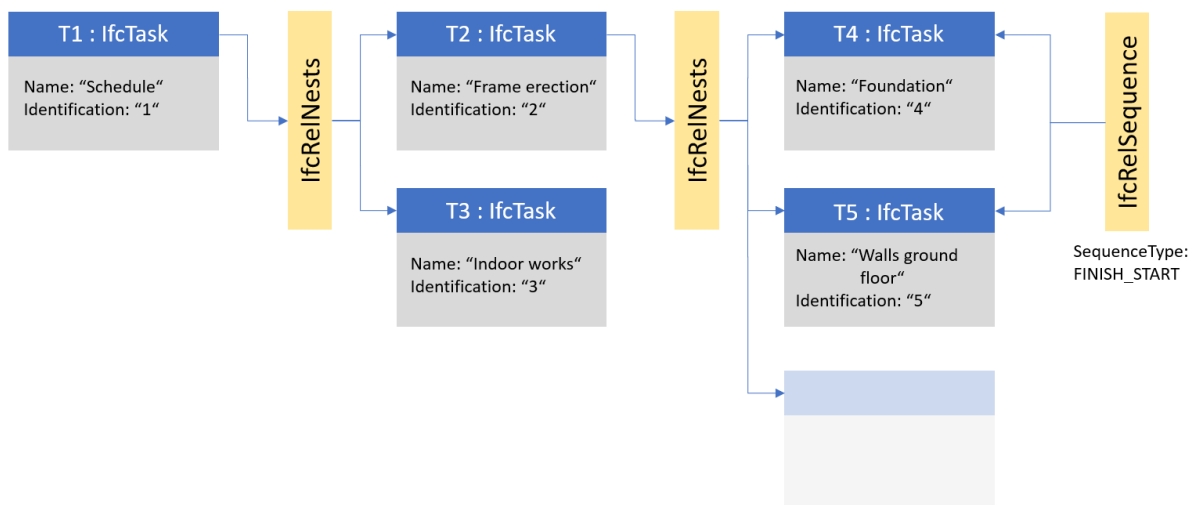 T1 : IfcTask
Name: “Schedule“
Identification: “1“
IfcRelNests
T2 : IfcTask
Name: “Frame erection“
Identification: “2“
T3 : IfcTask
Name: “Indoor works“
Identification: “3“
IfcRelNests
T4 : IfcTask
Name: “Foundation“
Identification: “4“
T5 : IfcTask
Name: “Walls ground
floor“
Identification: “5“
IfcRelSequence
SequenceType:
FINISH_START